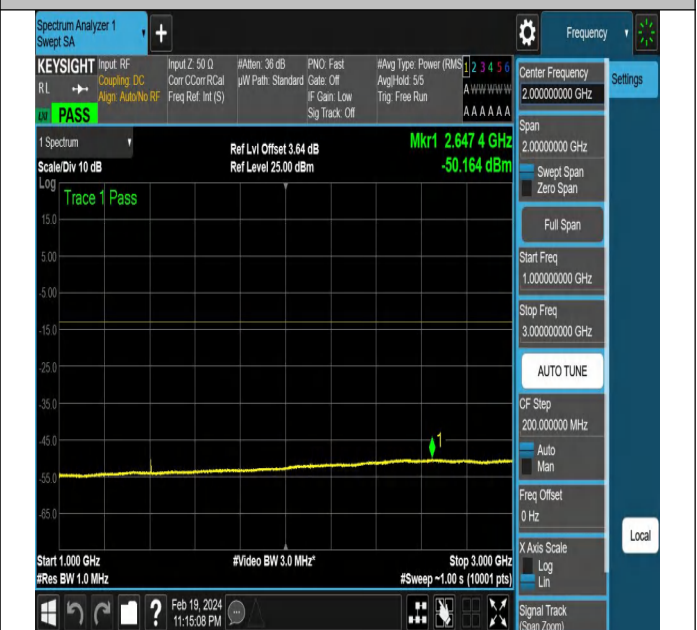 Spectrum Analyzer 1
Swept SA
+
Frequency
KEYSIGHT
RL
LXI PASS
Input: RF
Coupling: DC
Align: Auto/No RF
Input Z: 50 Ω
Corr CCorr RCal
Freq Ref: Int (S)
#Atten: 36 dB
µW Path: Standard
PNO: Fast
Gate: Off
IF Gain: Low
Sig Track: Off
#Avg Type: Power (RMS
Avg|Hold: 5/5
Trig: Free Run
1 2 3 4 5 6
A W W W W W
A A A A A A
1 Spectrum
Scale/Div 10 dB
Ref Lvl Offset 3.64 dB
Ref Level 25.00 dBm
Mkr1 2.647 4 GHz
-50.164 dBm
Log
Trace 1 Pass
15.0
5.00
-5.00
-15.0
-25.0
-35.0
-45.0
-55.0
-65.0
1
Start 1.000 GHz
#Res BW 1.0 MHz
#Video BW 3.0 MHz*
Stop 3.000 GHz
#Sweep ~1.00 s (10001 pts)
Center Frequency
2.000000000 GHz
Span
2.00000000 GHz
Swept Span
Zero Span
Full Span
Start Freq
1.000000000 GHz
Stop Freq
3.000000000 GHz
AUTO TUNE
CF Step
200.000000 MHz
Auto
Man
Freq Offset
0 Hz
X Axis Scale
Log
Lin
Signal Track
(Span Zoom)
Settings
Local
?
Feb 19, 2024
11:15:08 PM